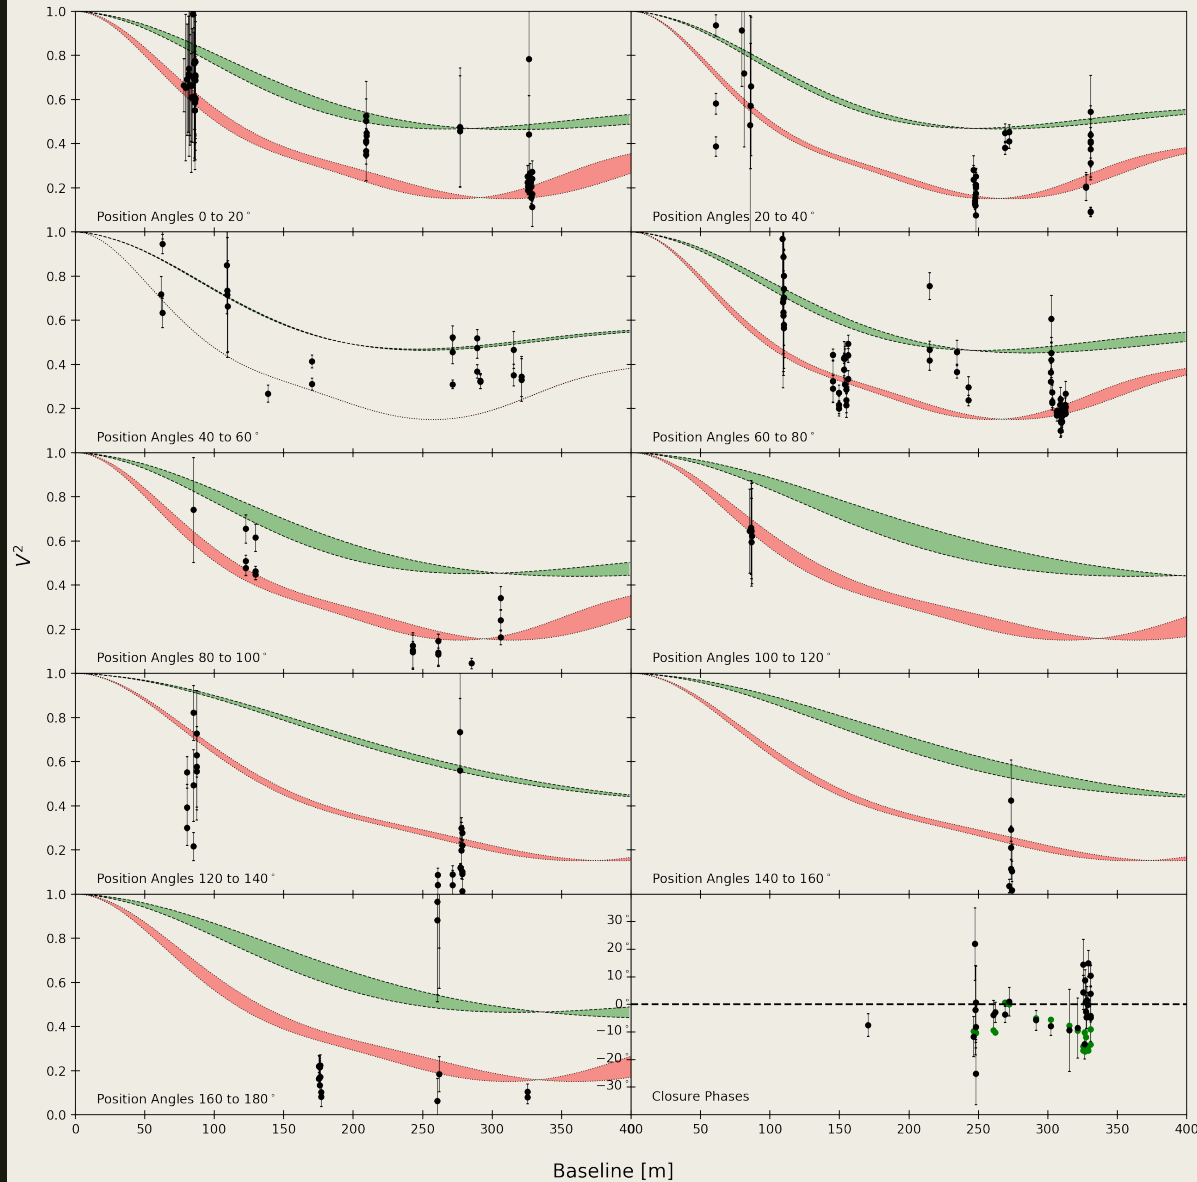 1.0
0.8
0.6
0.4
0.2
Position Angles 0 to 20°
Position Angles 20 to 40°
1.0
0.8
0.6
0.4
0.2
Position Angles 40 to 60°
Position Angles 60 to 80°
1.0
0.8
0.6
0.4
0.2
V²
Position Angles 80 to 100°
Position Angles 100 to 120°
1.0
0.8
0.6
0.4
0.2
Position Angles 120 to 140°
Position Angles 140 to 160°
1.0
0.8
0.6
0.4
0.2
0.0
Position Angles 160 to 180°
30°
20°
10°
0°
−10°
−20°
−30°
Closure Phases
0 50 100 150 200 250 300 350 400 50 100 150 200 250 300 350 400
Baseline [m]